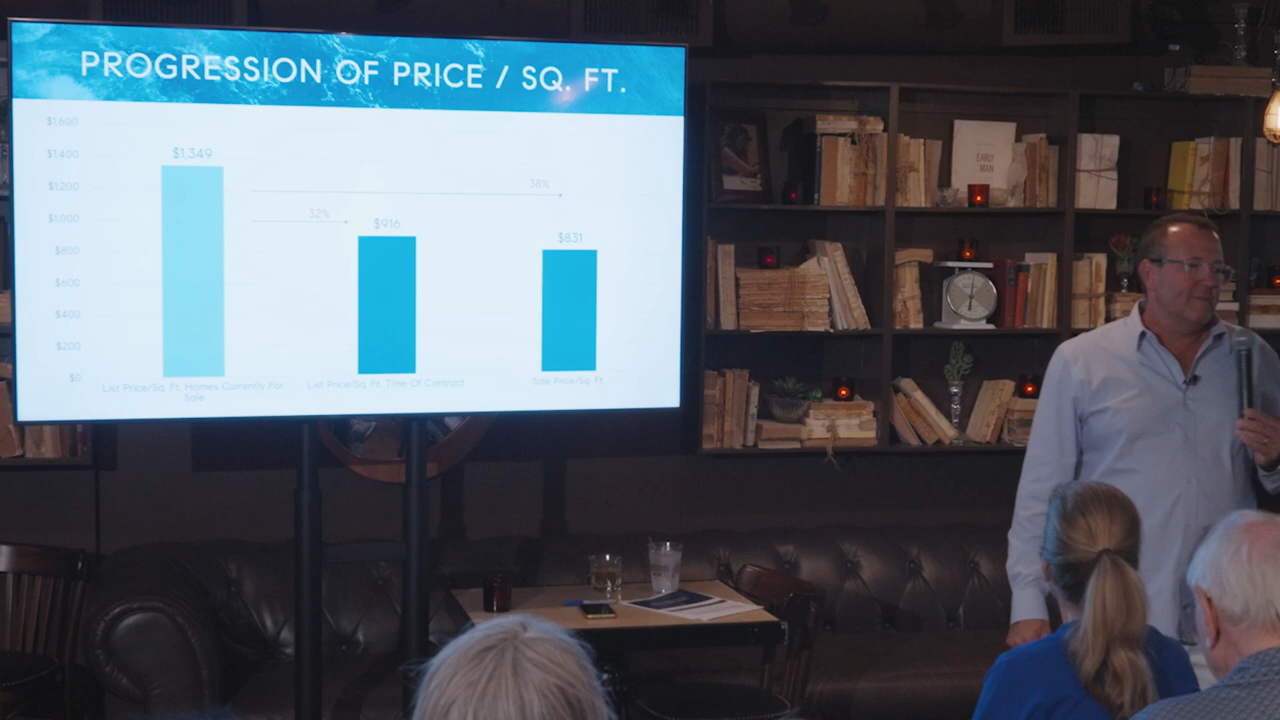 PROGRESSION OF PRICE / SQ. FT.
$1,600
$1,400
$1,200
$1,000
$800
$600
$400
$200
$0
$1,349
38%
32%
$916
$831
List Price/Sq. Ft. Homes Currently For
Sale
List Price/Sq. Ft. Time Of Contract
Sale Price/Sq. Ft.
EARLY
MAN